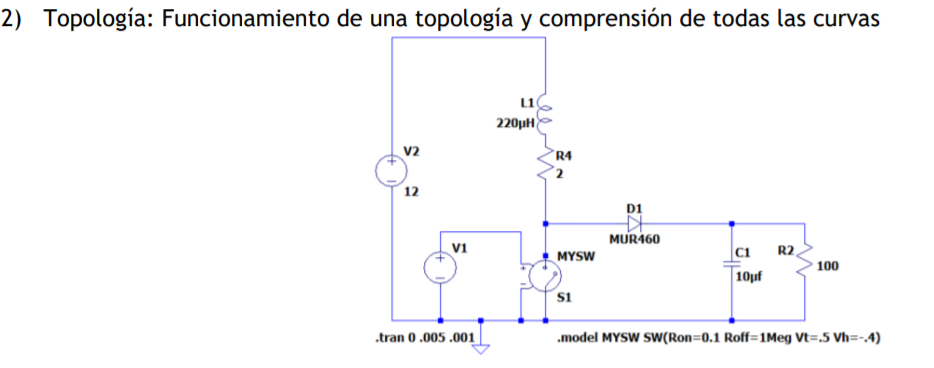 2) Topología: Funcionamiento de una topología y comprensión de todas las curvas
L1
220µH
V2
R4
2
12
D1
MUR460
V1
MYSW
C1
R2
100
10µf
S1
.tran 0 .005 .001
.model MYSW SW(Ron=0.1 Roff=1Meg Vt=.5 Vh=-.4)